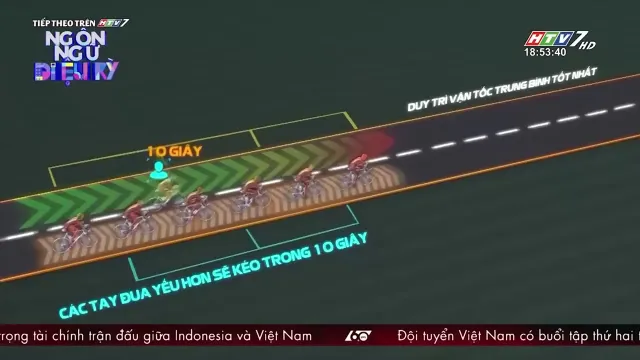 TIẾP THEO TRÊN HTV7
NGÔN
NGỮ
DIỆU KỲ
HTV7 HD
18:53:40
DUY TRÌ VẬN TỐC TRUNG BÌNH TỐT NHẤT
10 GIÂY
CÁC TAY ĐUA YẾU HƠN SẼ KÉO TRONG 10 GIÂY
trọng tài chính trận đấu giữa Indonesia và Việt Nam
60
Đội tuyển Việt Nam có buổi tập thứ hai t